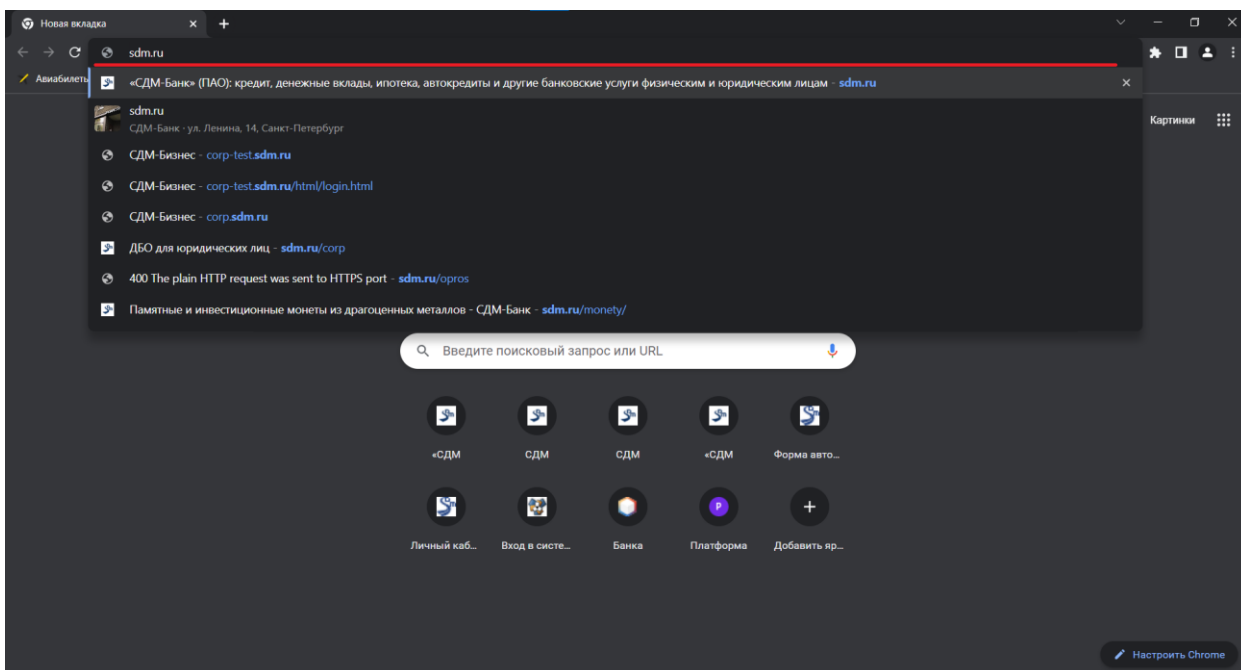 Новая вкладка
sdm.ru
Авиабилеты
«СДМ-Банк» (ПАО): кредит, денежные вклады, ипотека, автокредиты и другие банковские услуги физическим и юридическим лицам - sdm.ru
sdm.ru
СДМ-Банк - ул. Ленина, 14, Санкт-Петербург
Картинки
СДМ-Бизнес - corp-test.sdm.ru
СДМ-Бизнес - corp-test.sdm.ru/html/login.html
СДМ-Бизнес - corp.sdm.ru
ДБО для юридических лиц - sdm.ru/corp
400 The plain HTTP request was sent to HTTPS port - sdm.ru/opros
Памятные и инвестиционные монеты из драгоценных металлов - СДМ-Банк - sdm.ru/monety/
Введите поисковый запрос или URL
«СДМ СДМ СДМ «СДМ Форма авто...
P
Личный каб... Вход в систе... Банка Платформа Добавить яр...
Настроить Chrome